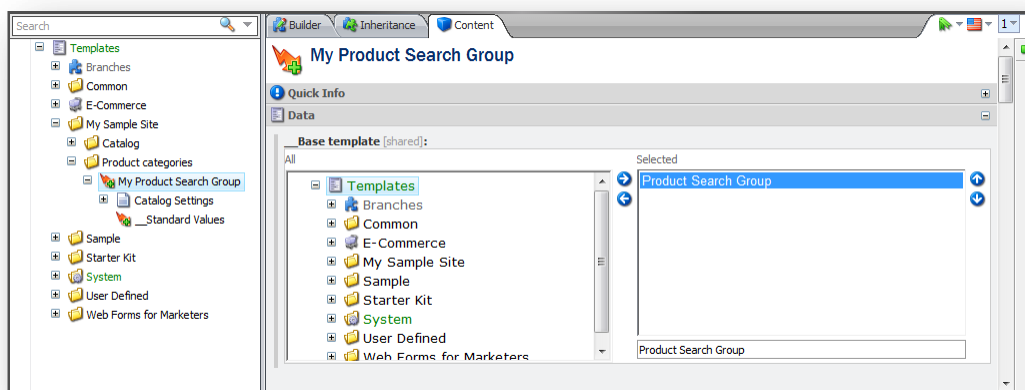 Search
Templates
Branches
Common
E-Commerce
My Sample Site
Catalog
Product categories
My Product Search Group
Catalog Settings
__Standard Values
Sample
Starter Kit
System
User Defined
Web Forms for Marketers
Builder Inheritance Content
1
My Product Search Group
Quick Info
Data
__Base template [shared]:
All
Templates
Branches
Common
E-Commerce
My Sample Site
Sample
Starter Kit
System
User Defined
Web Forms for Marketers
Selected
Product Search Group
Product Search Group